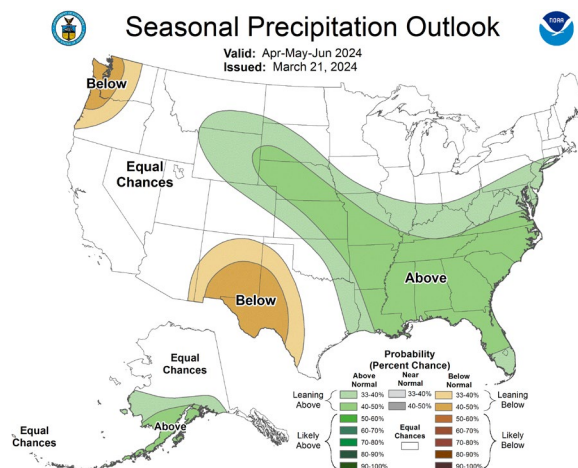 NOAA
Seasonal Precipitation Outlook
Valid: Apr-May-Jun 2024
Issued: March 21, 2024
Below
Equal
Chances
Above
Below
Equal
Chances
Above
Equal
Chances
Probability
(Percent Chance)
Above Normal
Near Normal
Below Normal
Leaning Above
33-40%
33-40%
33-40%
Leaning Below
40-50%
40-50%
40-50%
Likely Above
50-60%
50-60%
Likely Below
60-70%
60-70%
70-80%
Equal Chances
70-80%
80-90%
80-90%
90-100%
90-100%